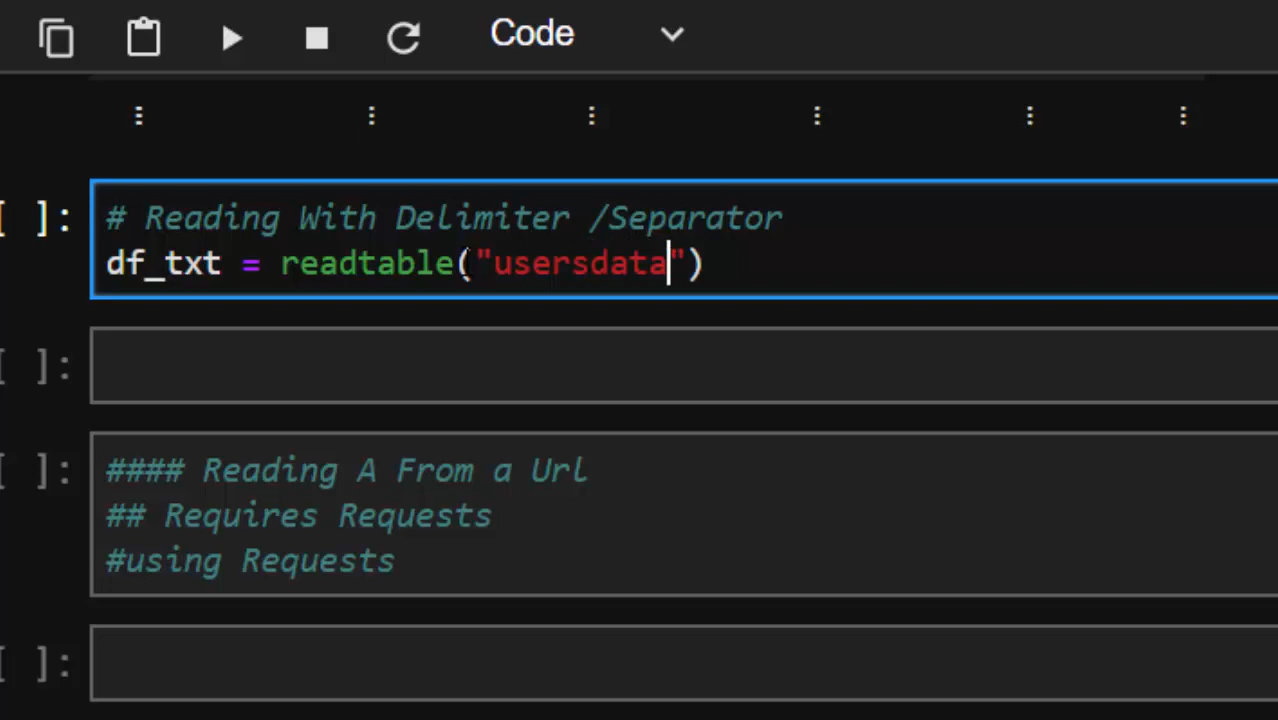 Code
[ ]:
# Reading With Delimiter /Separator
df_txt = readtable("usersdata")
[ ]:
[ ]:
#### Reading A From a Url
## Requires Requests
#using Requests
[ ]: